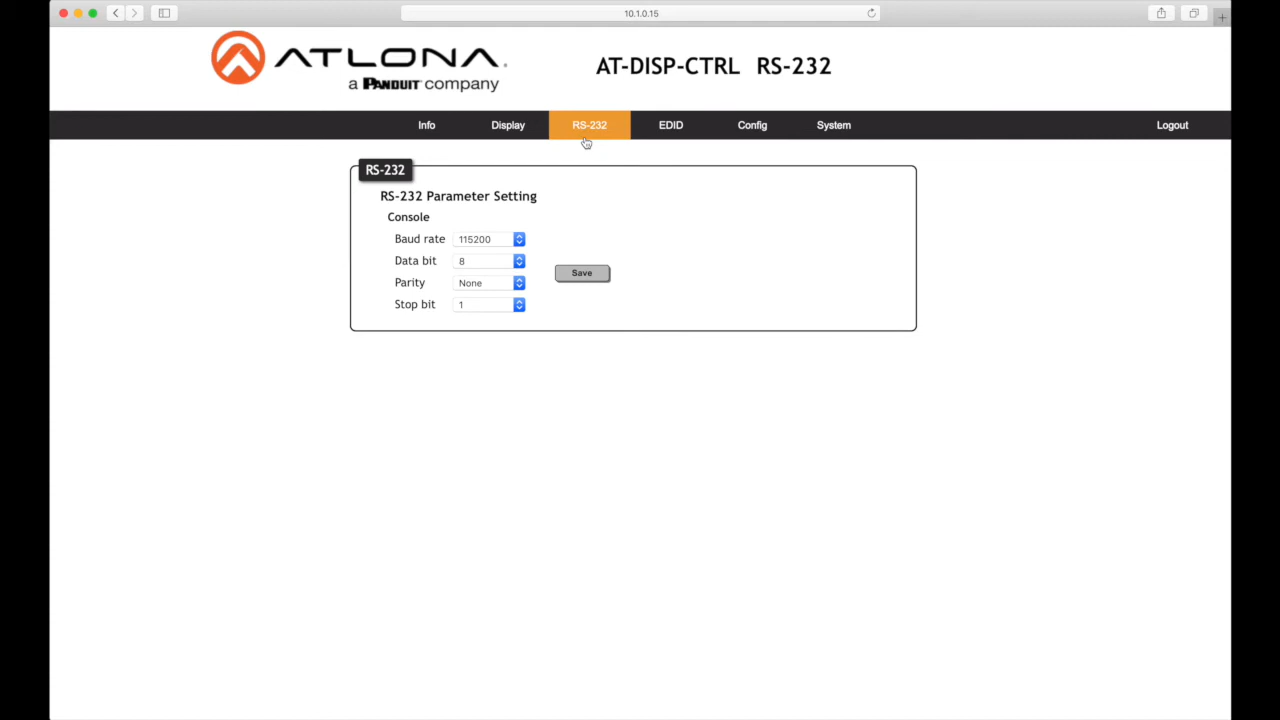 10.1.0.15
ATLONA.
a PANDUIT company
AT-DISP-CTRL RS-232
Info Display RS-232 EDID Config System Logout
RS-232
RS-232 Parameter Setting
Console
Baud rate 115200
Data bit 8
Save
Parity None
Stop bit 1